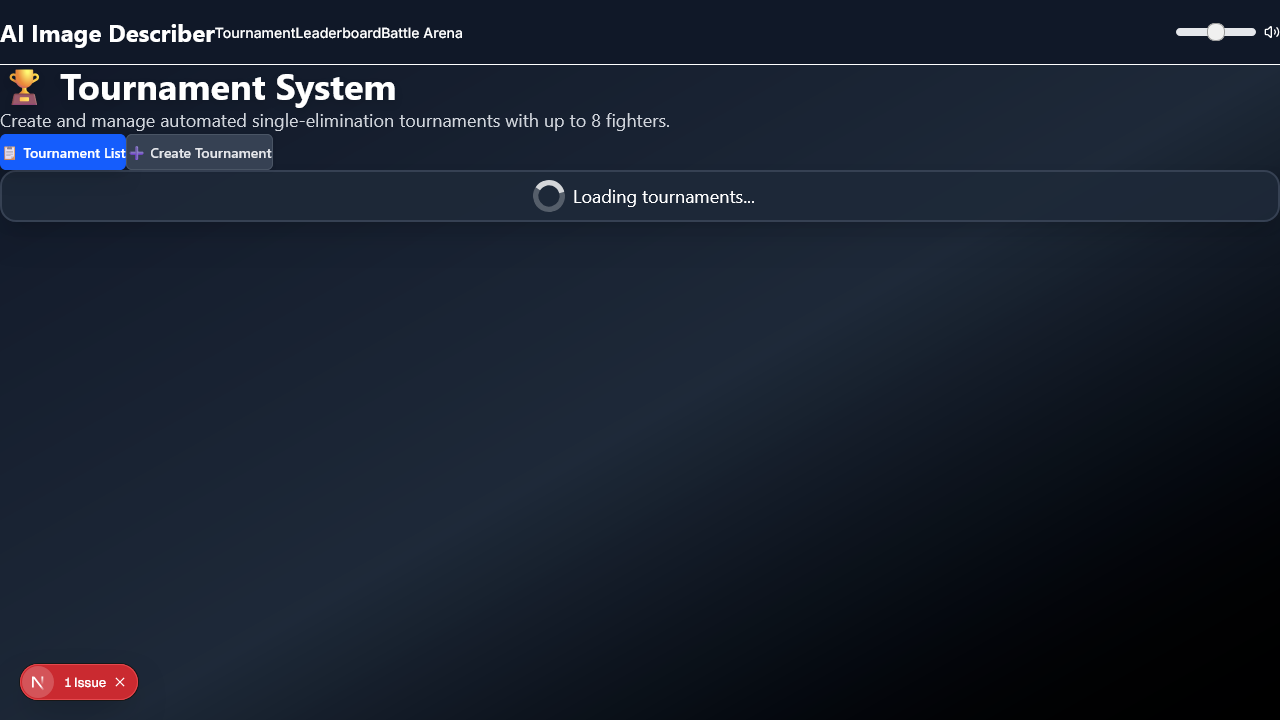 AI Image Describer Tournament Leaderboard Battle Arena
Tournament System
Create and manage automated single-elimination tournaments with up to 8 fighters.
Tournament List Create Tournament
Loading tournaments...
N 1 Issue